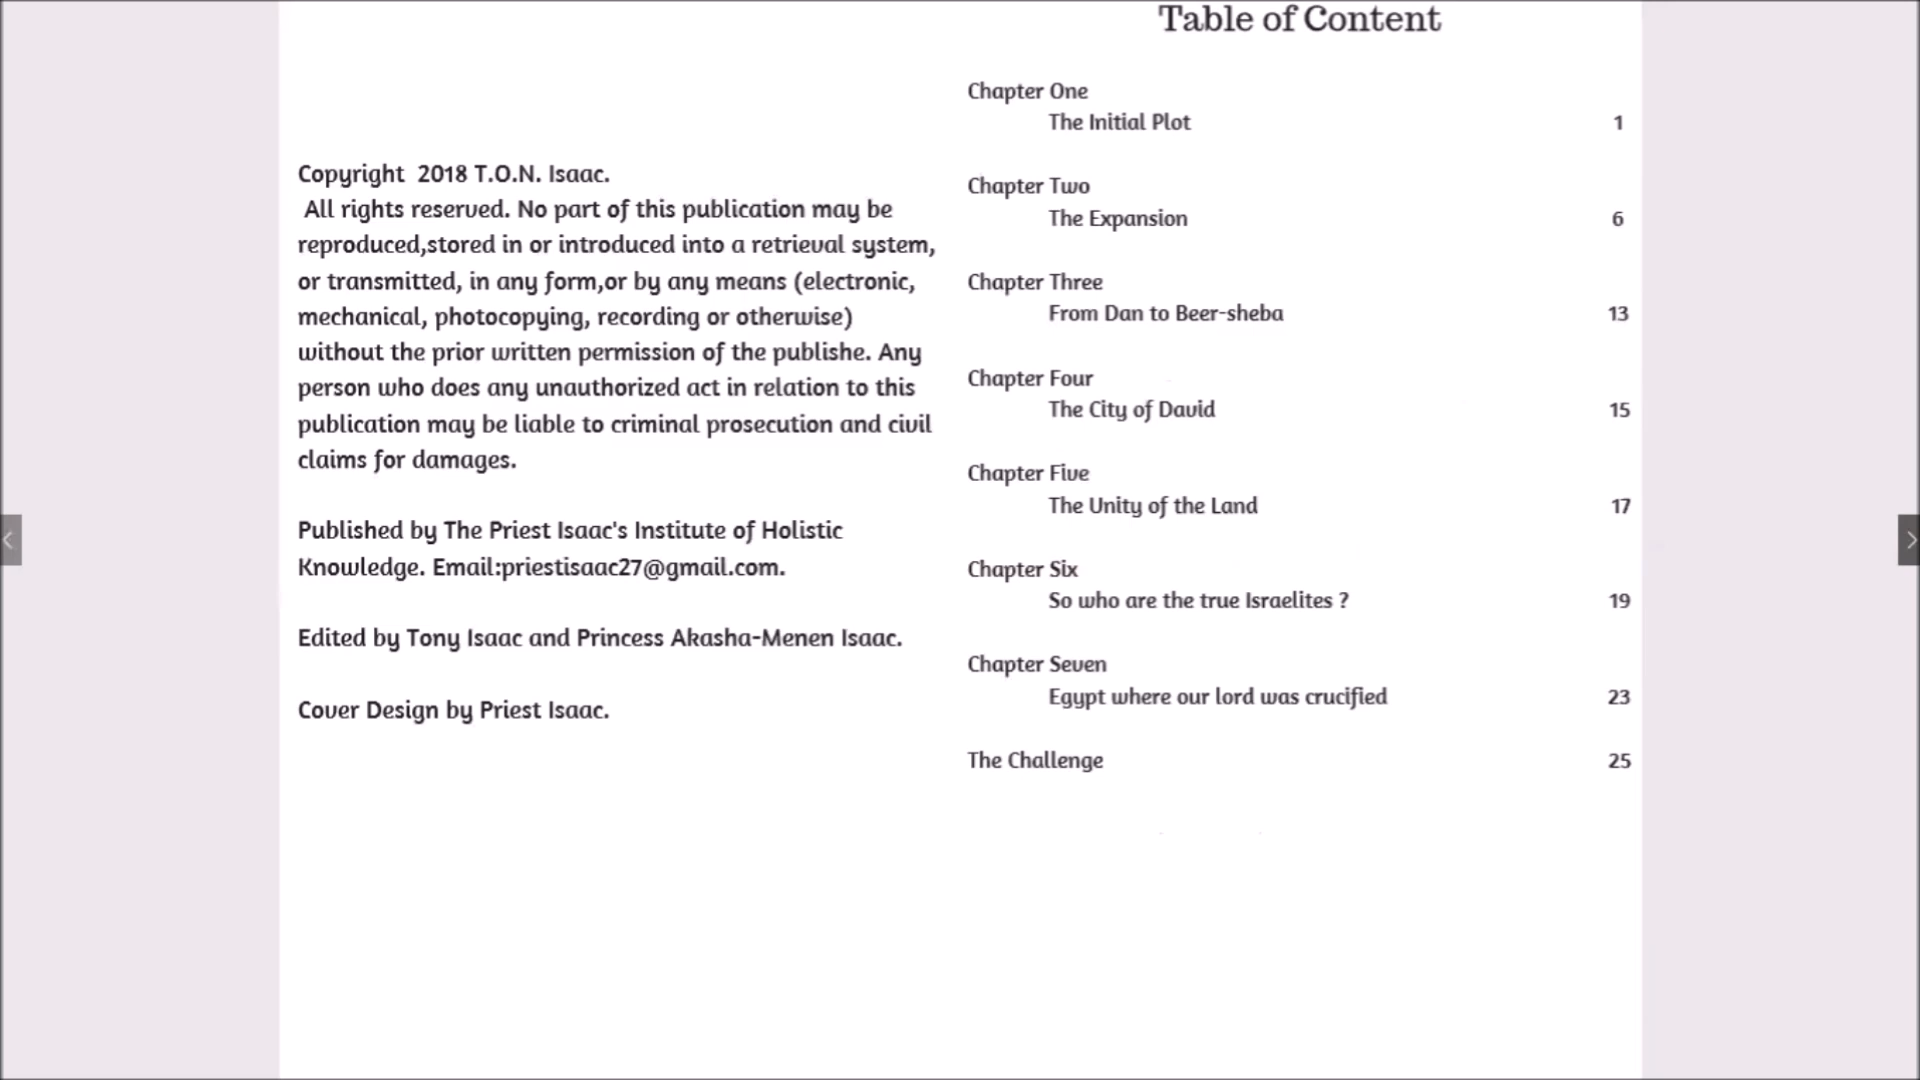 Copyright  2018 T.O.N. Isaac.
All rights reserved. No part of this publication may be
reproduced,stored in or introduced into a retrieval system,
or transmitted, in any form,or by any means (electronic,
mechanical, photocopying, recording or otherwise)
without the prior written permission of the publishe. Any
person who does any unauthorized act in relation to this
publication may be liable to criminal prosecution and civil
claims for damages.
Published by The Priest Isaac's Institute of Holistic
Knowledge. Email:priestisaac27@gmail.com.
Edited by Tony Isaac and Princess Akasha-Menen Isaac.
Cover Design by Priest Isaac.
Table of Content
Chapter One
The Initial Plot 1
Chapter Two
The Expansion 6
Chapter Three
From Dan to Beer-sheba 13
Chapter Four
The City of David 15
Chapter Five
The Unity of the Land 17
Chapter Six
So who are the true Israelites ? 19
Chapter Seven
Egypt where our lord was crucified 23
The Challenge 25